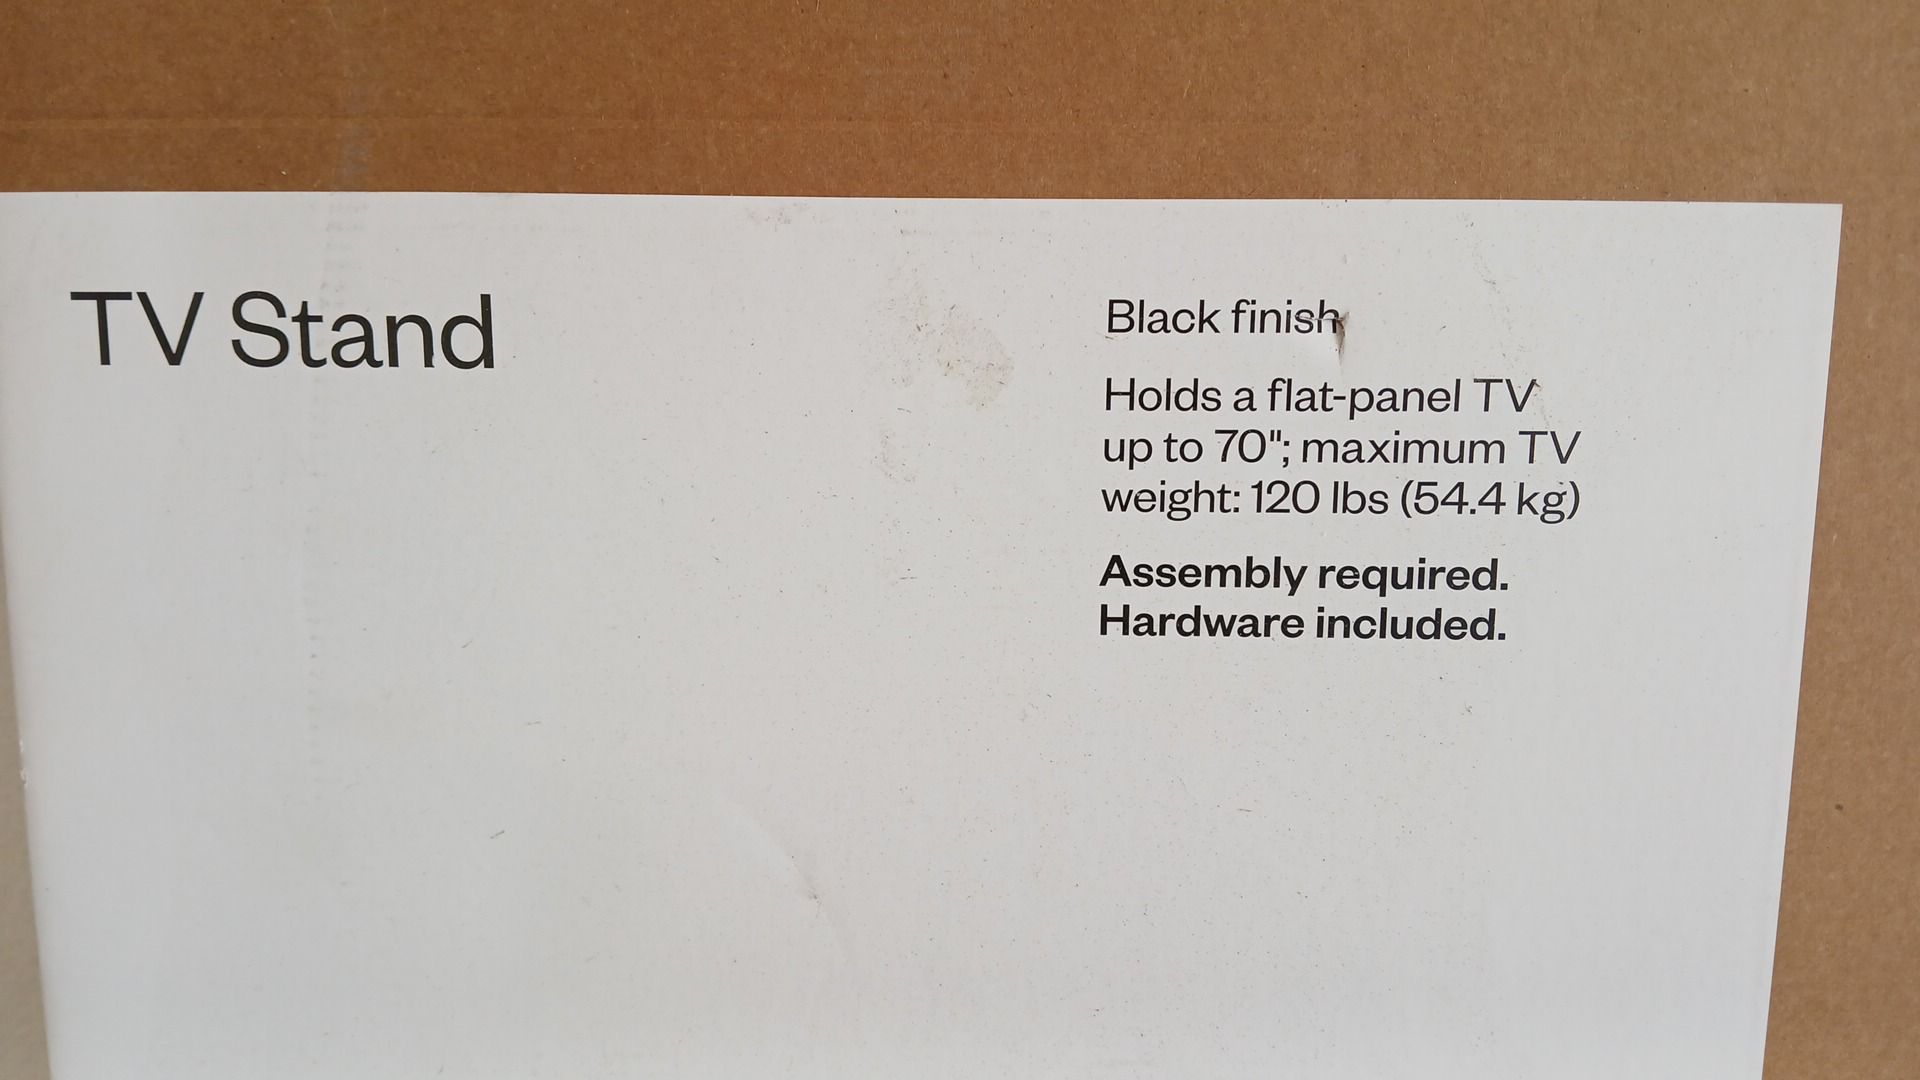 TV Stand
Black finish
Holds a flat-panel TV
up to 70"; maximum TV
weight: 120 lbs (54.4 kg)
Assembly required.
Hardware included.